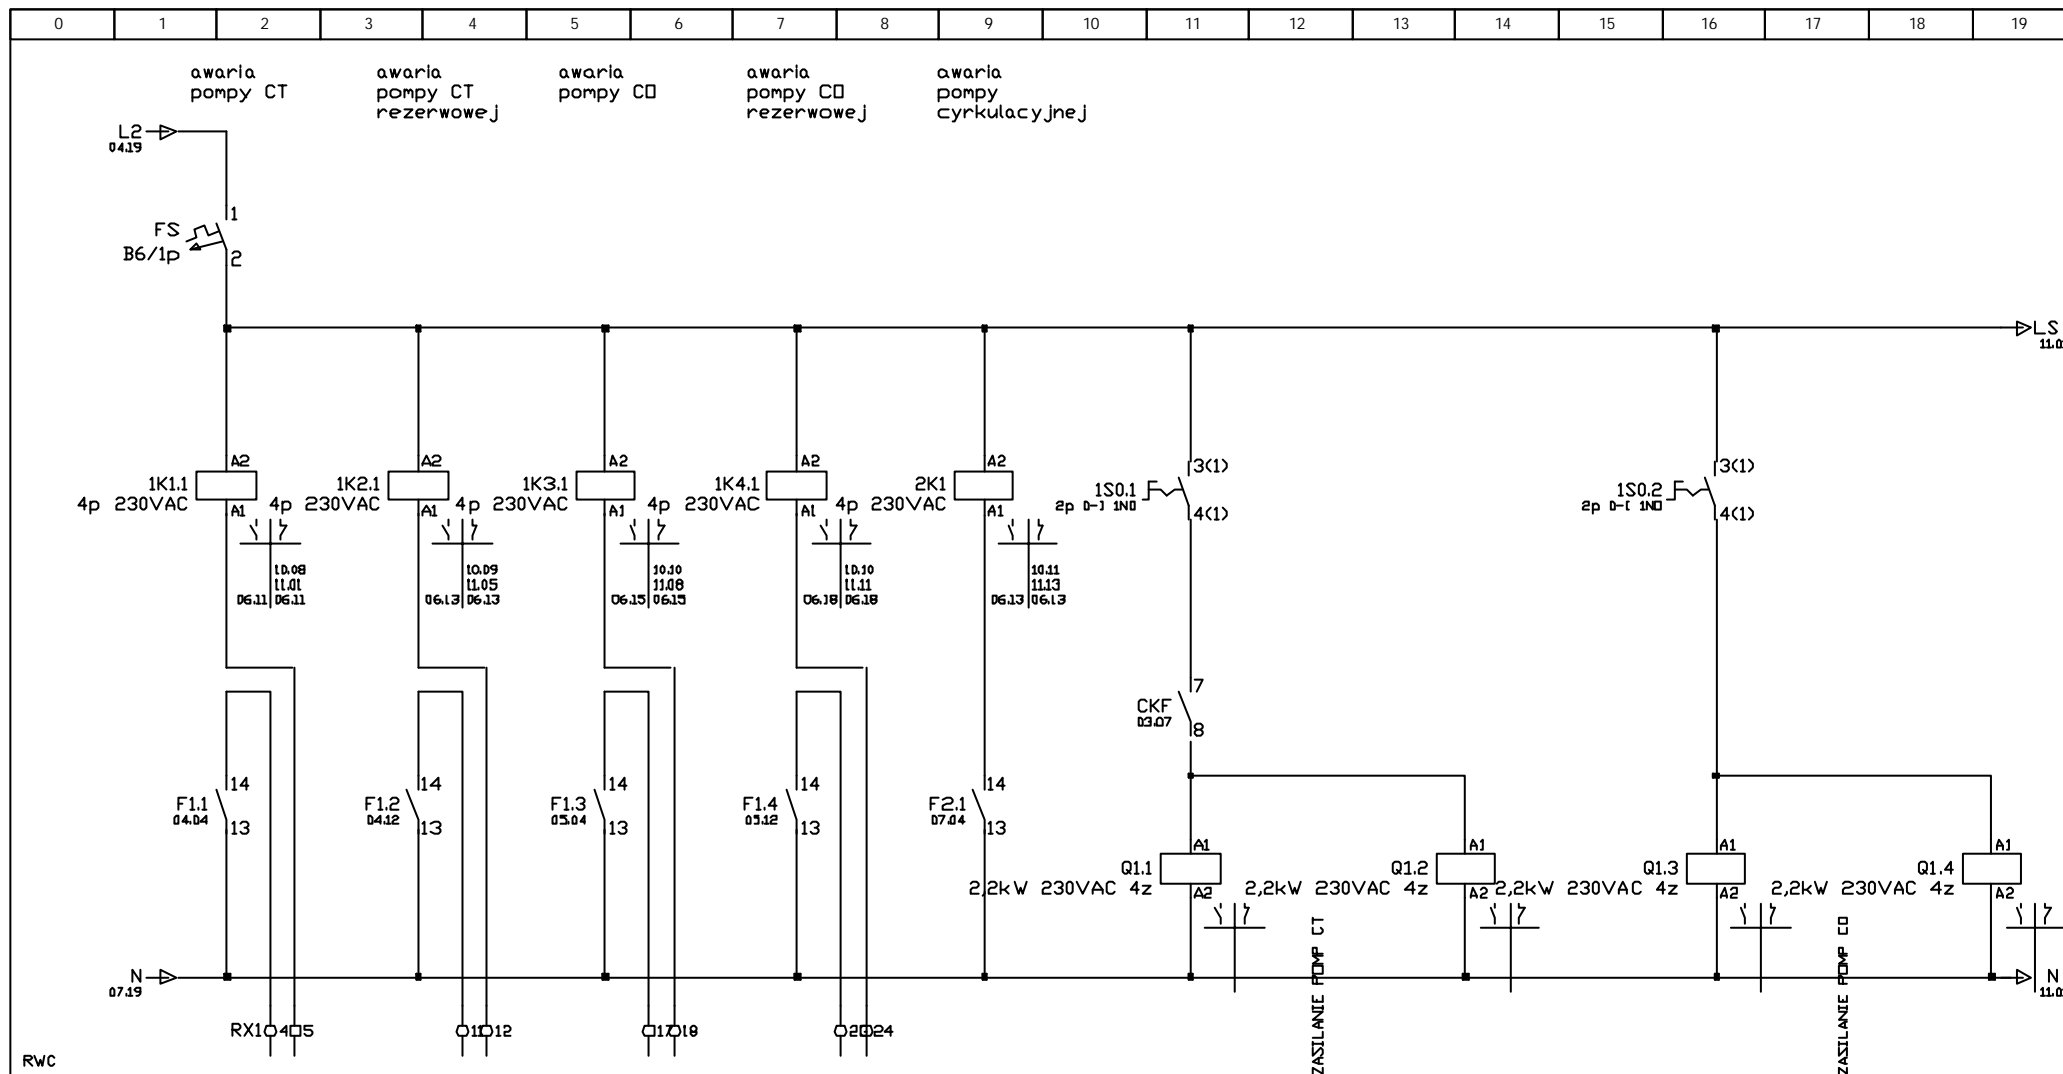 0 1 2 3 4 5 6 7 8 9 10 11 12 13 14 15 16 17 18 19
awaria
pompy CT
awaria
pompy CT
rezerwowej
awaria
pompy CO
awaria
pompy CO
rezerwowej
awaria
pompy
cyrkulacyjnej
L2
04.19
FS
B6/1p
1
2
LS
1K1.1
4p 230VAC
A2
A1
10.08
11.01
06.11 06.11
1K2.1
4p 230VAC
A2
A1
10.09
11.05
06.13 06.13
1K3.1
4p 230VAC
A2
A1
10.10
11.08
06.15 06.15
1K4.1
4p 230VAC
A2
A1
10.10
11.11
06.18 06.18
2K1
4p 230VAC
A2
A1
10.11
11.13
06.13 06.13
1S0.1
2p 0-1 1NO
3(1)
4(1)
1S0.2
2p 0-1 1NO
3(1)
4(1)
CKF
03.07
7
8
F1.1
04.04
14
13
F1.2
04.12
14
13
F1.3
05.04
14
13
F1.4
05.12
14
13
F2.1
07.04
14
13
Q1.1
2,2kW 230VAC 4z
A1
A2
Q1.2
2,2kW 230VAC 4z
A1
A2
Q1.3
2,2kW 230VAC 4z
A1
A2
Q1.4
2,2kW 230VAC 4z
A1
A2
ZASILANIE POMP CT
ZASILANIE POMP CO
N
07.19
N
RX1 4 5
11 12
17 18
24
RWC